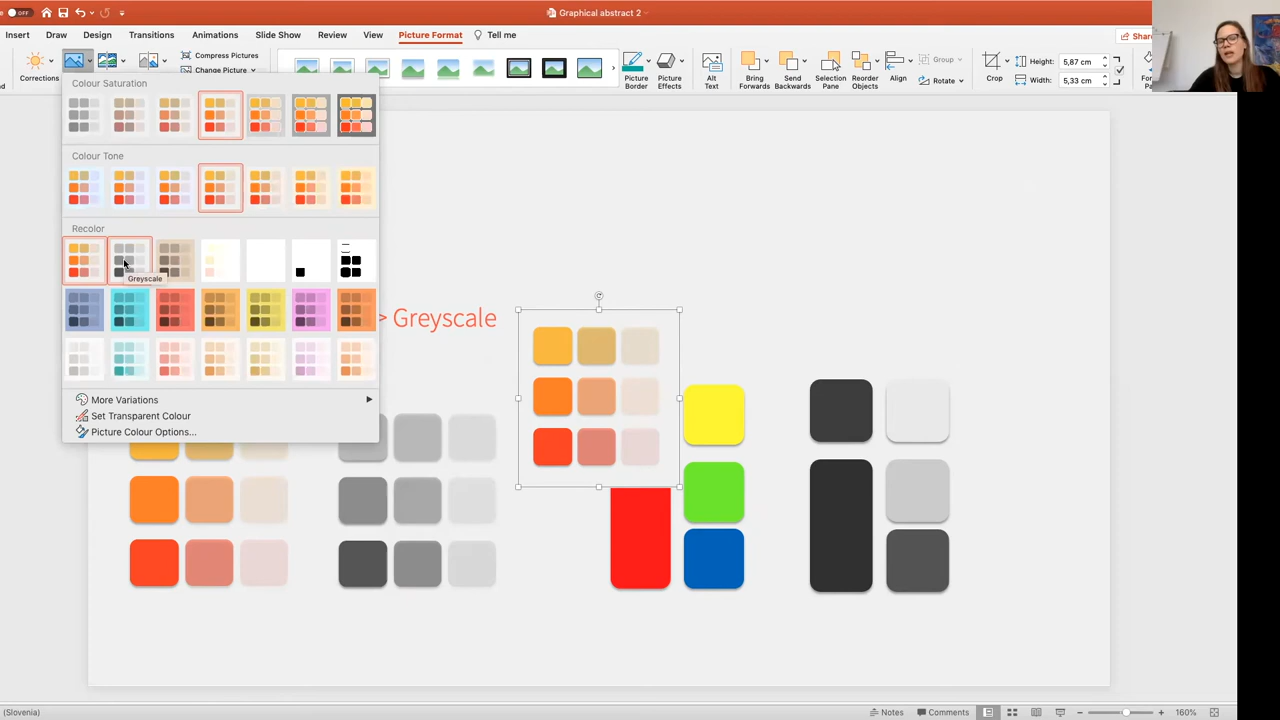 OFF
Graphical abstract 2
Insert Draw Design Transitions Animations Slide Show Review View Picture Format Tell me
Corrections
Compress Pictures
Change Picture
Picture Border
Picture Effects
Alt Text
Bring Forwards
Send Backwards
Selection Pane
Reorder Objects
Align
Group
Rotate
Crop
Height: 5,87 cm
Width: 5,33 cm
Colour Saturation
Colour Tone
Recolor
Greyscale
More Variations
Set Transparent Colour
Picture Colour Options...
> Greyscale
(Slovenia)
Notes
Comments
160%